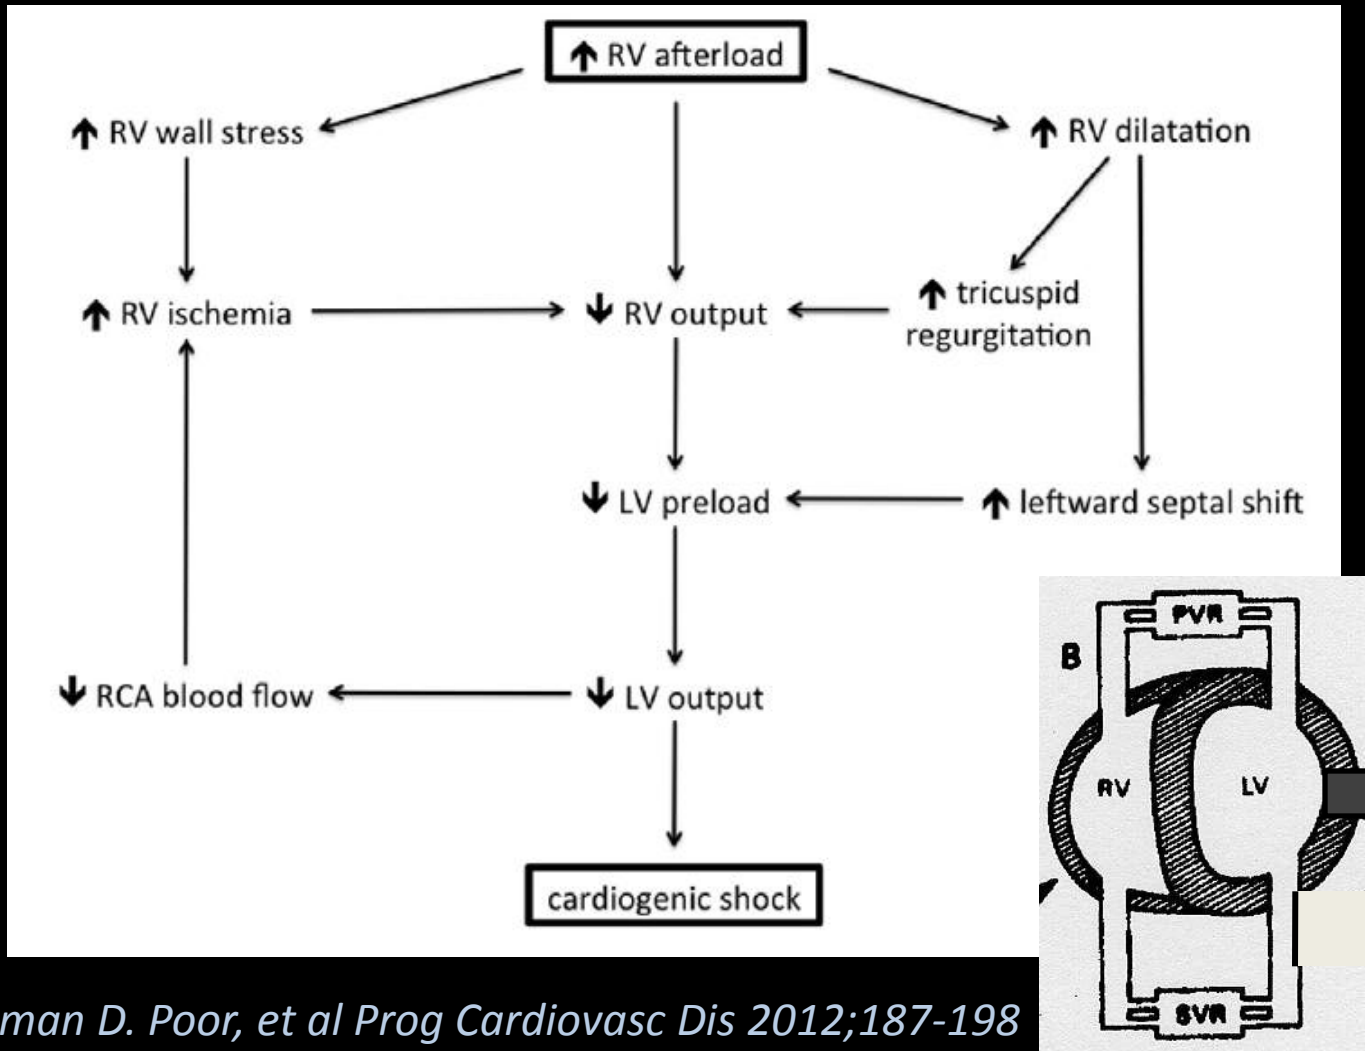 ↑ RV afterload
↑ RV wall stress
↑ RV dilatation
↑ RV ischemia
↓ RV output
↑ tricuspid
regurgitation
↓ LV preload
↑ leftward septal shift
↓ RCA blood flow
↓ LV output
cardiogenic shock
PVR
B
RV
LV
SVR
man D. Poor, et al Prog Cardiovasc Dis 2012;187-198